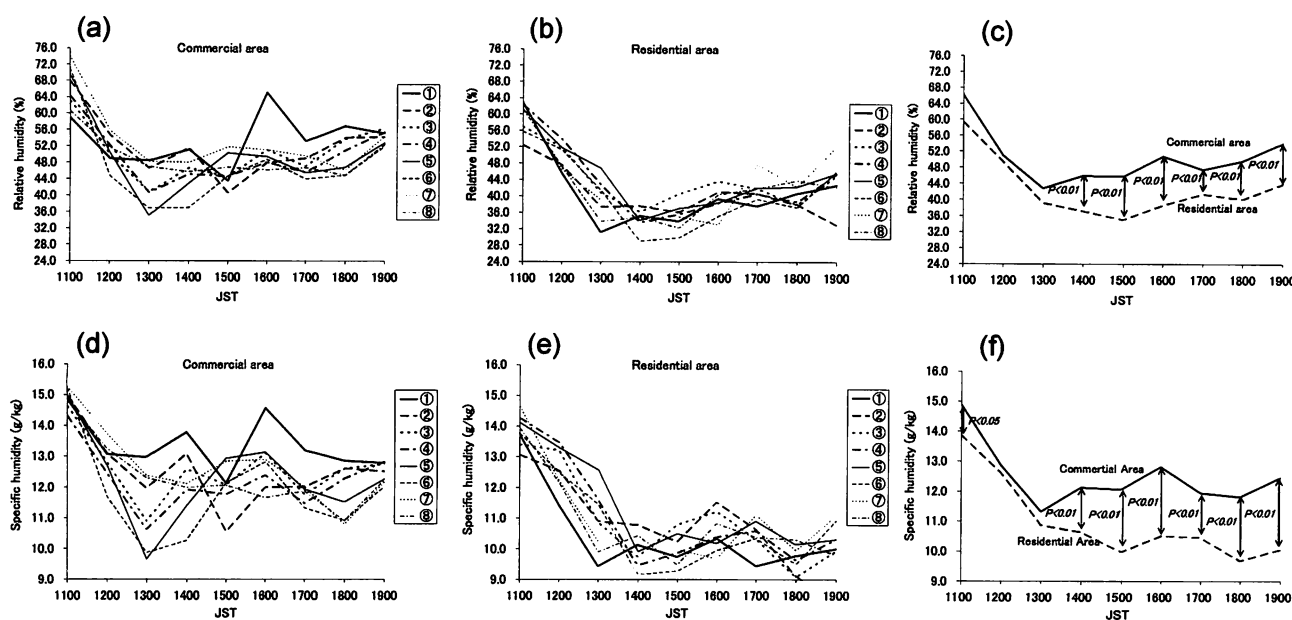 (a)
Commercial area
Relative humidity (%)
76.0
72.0
68.0
64.0
60.0
56.0
52.0
48.0
44.0
40.0
36.0
32.0
28.0
24.0
1100 1200 1300 1400 1500 1600 1700 1800 1900
JST
①
②
③
④
⑤
⑥
⑦
⑧
(b)
Residential area
Relative humidity (%)
76.0
72.0
68.0
64.0
60.0
56.0
52.0
48.0
44.0
40.0
36.0
32.0
28.0
24.0
1100 1200 1300 1400 1500 1600 1700 1800 1900
JST
①
②
③
④
⑤
⑥
⑦
⑧
(c)
Relative humidity (%)
76.0
72.0
68.0
64.0
60.0
56.0
52.0
48.0
44.0
40.0
36.0
32.0
28.0
24.0
Commercial area
P<0.01 P<0.01 P<0.01 P<0.01 P<0.01 P<0.01
Residential area
1100 1200 1300 1400 1500 1600 1700 1800 1900
JST
(d)
Commercial area
Specific humidity (g/kg)
16.0
15.0
14.0
13.0
12.0
11.0
10.0
9.0
1100 1200 1300 1400 1500 1600 1700 1800 1900
JST
①
②
③
④
⑤
⑥
⑦
⑧
(e)
Residential area
Specific humidity (g/kg)
16.0
15.0
14.0
13.0
12.0
11.0
10.0
9.0
1100 1200 1300 1400 1500 1600 1700 1800 1900
JST
①
②
③
④
⑤
⑥
⑦
⑧
(f)
Specific humidity (g/kg)
16.0
15.0
14.0
13.0
12.0
11.0
10.0
9.0
P<0.05
Commertial Area
P<0.01 P<0.01 P<0.01 P<0.01 P<0.01 P<0.01
Residential Area
1100 1200 1300 1400 1500 1600 1700 1800 1900
JST